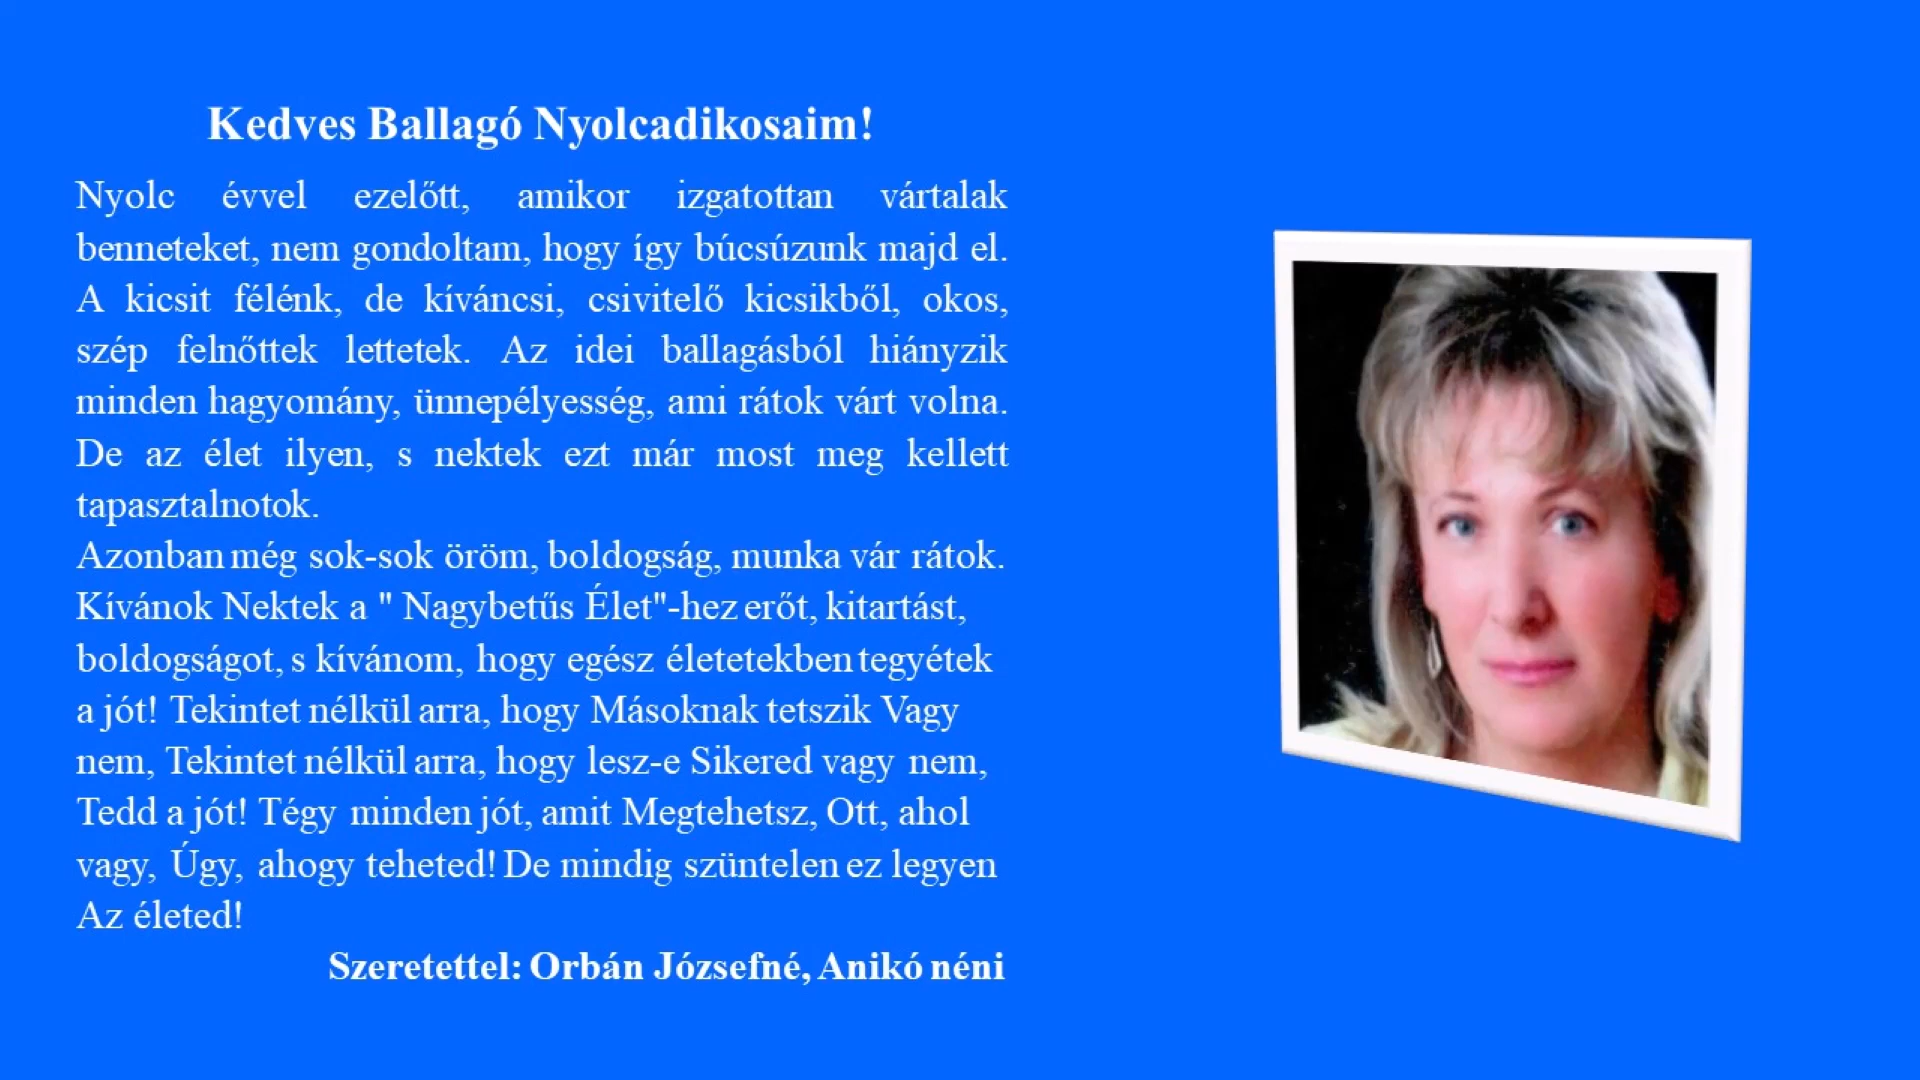 Kedves Ballagó Nyolcadikosaim!
Nyolc évvel ezelőtt, amikor izgatottan vártalak
benneteket, nem gondoltam, hogy így búcsúzunk majd el.
A kicsit félénk, de kíváncsi, csivitelő kicsikből, okos,
szép felnőttek lettetek. Az idei ballagásból hiányzik
minden hagyomány, ünnepélyesség, ami rátok várt volna.
De az élet ilyen, s nektek ezt már most meg kellett
tapasztalnotok.
Azonban még sok-sok öröm, boldogság, munka vár rátok.
Kívánok Nektek a " Nagybetűs Élet"-hez erőt, kitartást,
boldogságot, s kívánom, hogy egész életetekben tegyétek
a jót! Tekintet nélkül arra, hogy Másoknak tetszik Vagy
nem, Tekintet nélkül arra, hogy lesz-e Sikered vagy nem,
Tedd a jót! Tégy minden jót, amit Megtehetsz, Ott, ahol
vagy, Úgy, ahogy teheted! De mindig szüntelen ez legyen
Az életed!
Szeretettel: Orbán Józsefné, Anikó néni